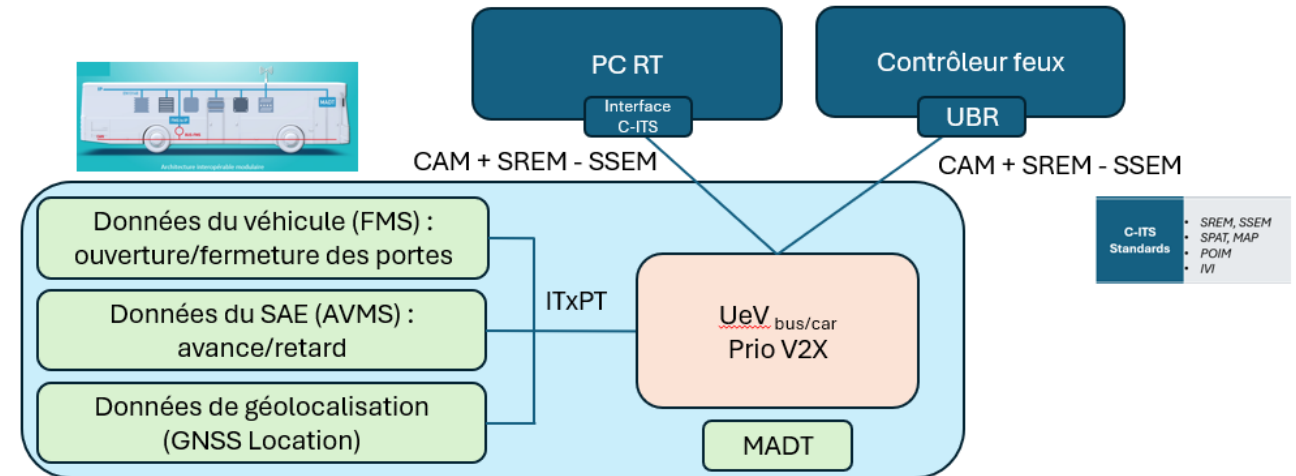 PC RT
Interface
C-ITS
Contrôleur feux
UBR
MADT
Architecture interopérable modulaire
CAM + SREM - SSEM
CAM + SREM - SSEM
Données du véhicule (FMS) :
ouverture/fermeture des portes
Données du SAE (AVMS) :
avance/retard
Données de géolocalisation
(GNSS Location)
ITxPT
UeV bus/car
Prio V2X
MADT
C-ITS
Standards
• SREM, SSEM
• SPAT, MAP
• POIM
• IVI